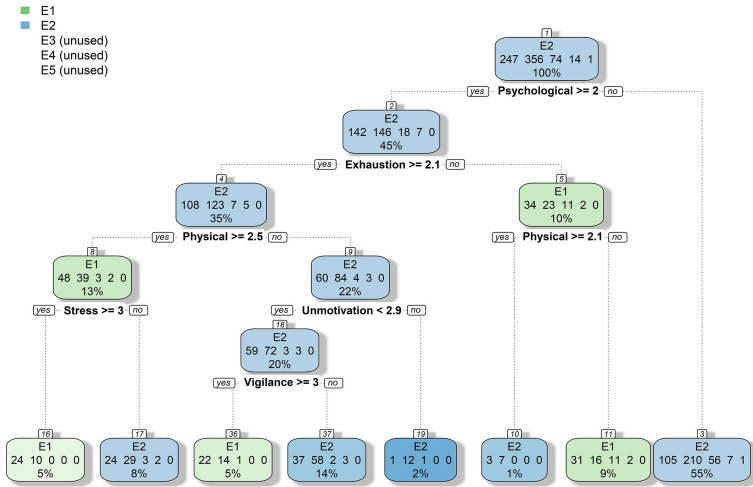 E1
E2
E3 (unused)
E4 (unused)
E5 (unused)
1
E2
247 356 74 14 1
100%
yes Psychological >= 2 no
2
E2
142 146 18 7 0
45%
yes Exhaustion >= 2.1 no
4
E2
108 123 7 5 0
35%
5
E1
34 23 11 2 0
10%
yes Physical >= 2.5 no
yes Physical >= 2.1 no
8
E1
48 39 3 2 0
13%
9
E2
60 84 4 3 0
22%
yes Stress >= 3 no
yes Unmotivation < 2.9 no
18
E2
59 72 3 3 0
20%
yes Vigilance >= 3 no
16
E1
24 10 0 0 0
5%
17
E2
24 29 3 2 0
8%
36
E1
22 14 1 0 0
5%
37
E2
37 58 2 3 0
14%
19
E2
1 12 1 0 0
2%
10
E2
3 7 0 0 0
1%
11
E1
31 16 11 2 0
9%
3
E2
105 210 56 7 1
55%